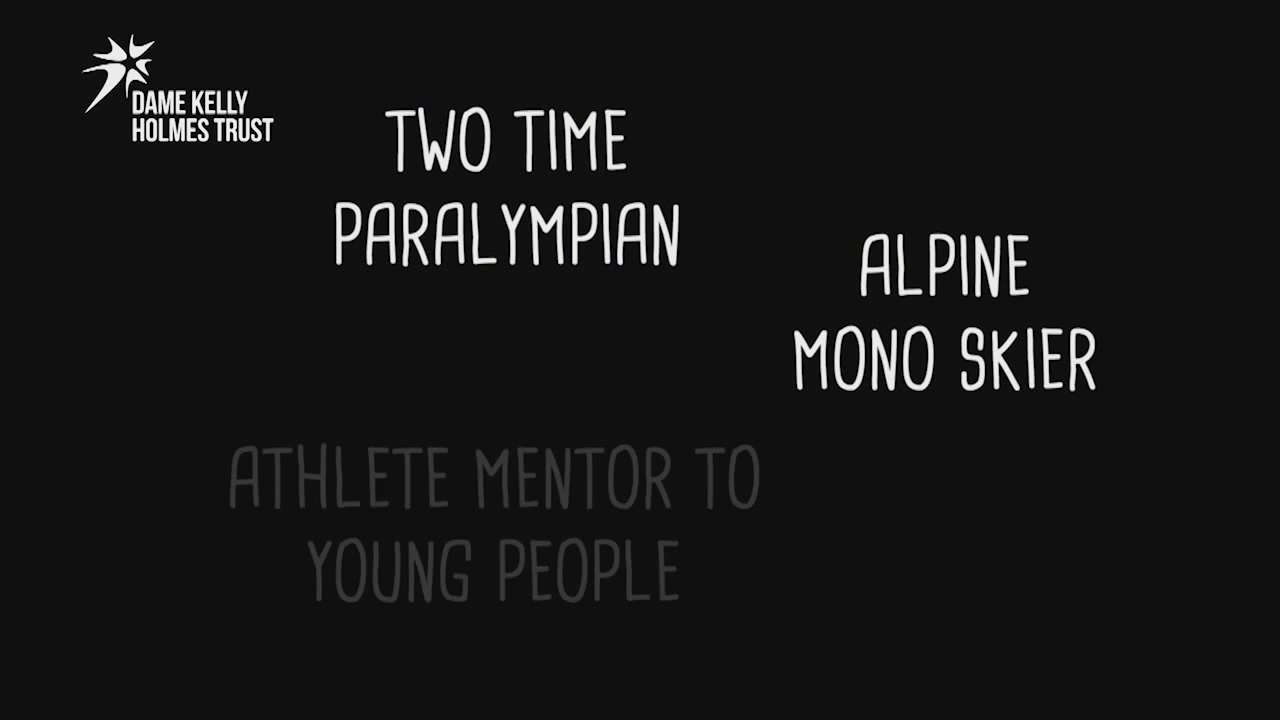 DAME KELLY
HOLMES TRUST
TWO TIME
PARALYMPIAN
ALPINE
MONO SKIER
ATHLETE MENTOR TO
YOUNG PEOPLE